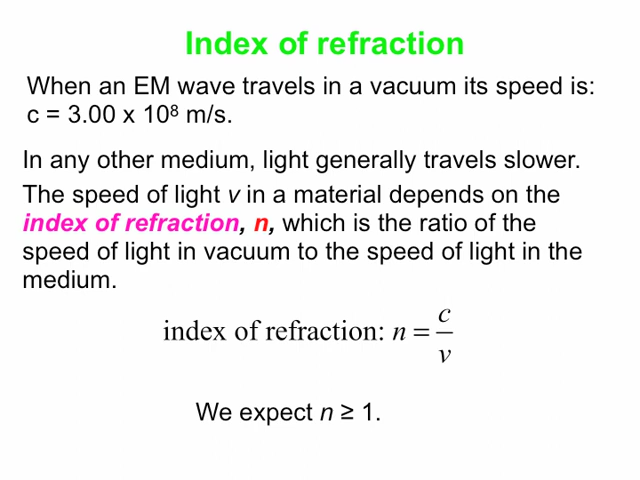 Index of refraction
When an EM wave travels in a vacuum its speed is:
c = 3.00 x 10⁸ m/s.
In any other medium, light generally travels slower.
The speed of light v in a material depends on the
index of refraction, n, which is the ratio of the
speed of light in vacuum to the speed of light in the
medium.
index of refraction: n = c/v
We expect n ≥ 1.